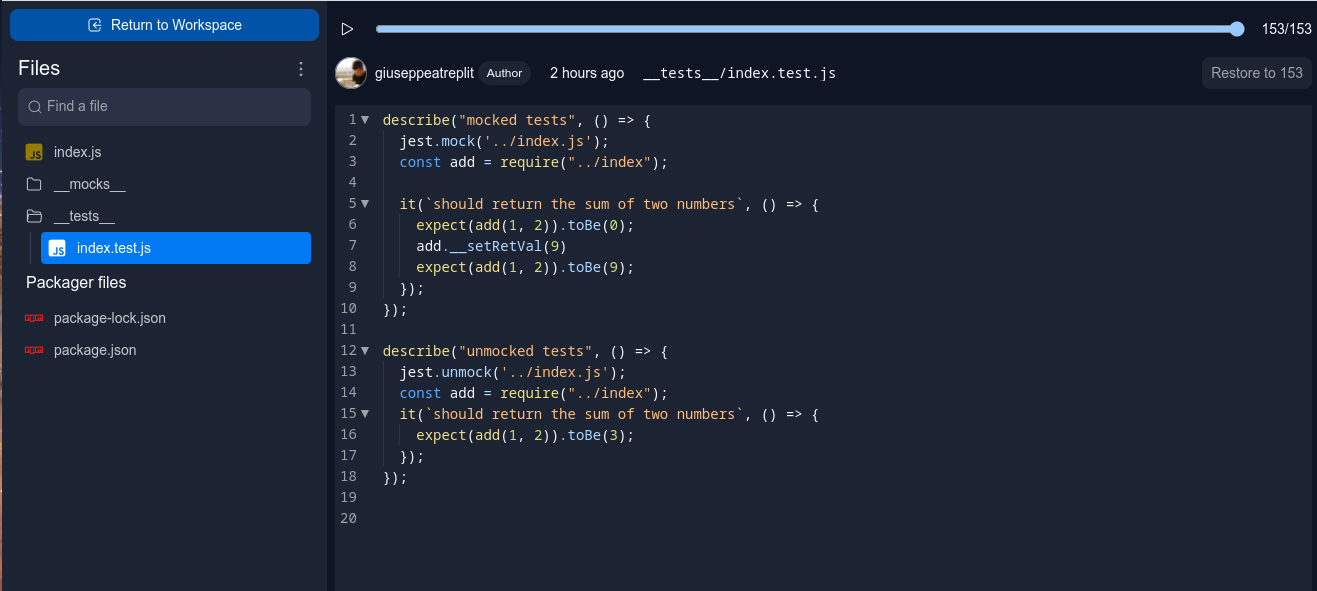 Return to Workspace
153/153
Files
giuseppeatreplit Author 2 hours ago __tests__/index.test.js
Restore to 153
Find a file
JS index.js
__mocks__
__tests__
JS index.test.js
Packager files
npm package-lock.json
npm package.json
1 describe("mocked tests", () => {
2 jest.mock('../index.js');
3 const add = require("../index");
4
5 it(`should return the sum of two numbers`, () => {
6 expect(add(1, 2)).toBe(0);
7 add.__setRetVal(9)
8 expect(add(1, 2)).toBe(9);
9 });
10 });
11
12 describe("unmocked tests", () => {
13 jest.unmock('../index.js');
14 const add = require("../index");
15 it(`should return the sum of two numbers`, () => {
16 expect(add(1, 2)).toBe(3);
17 });
18 });
19
20